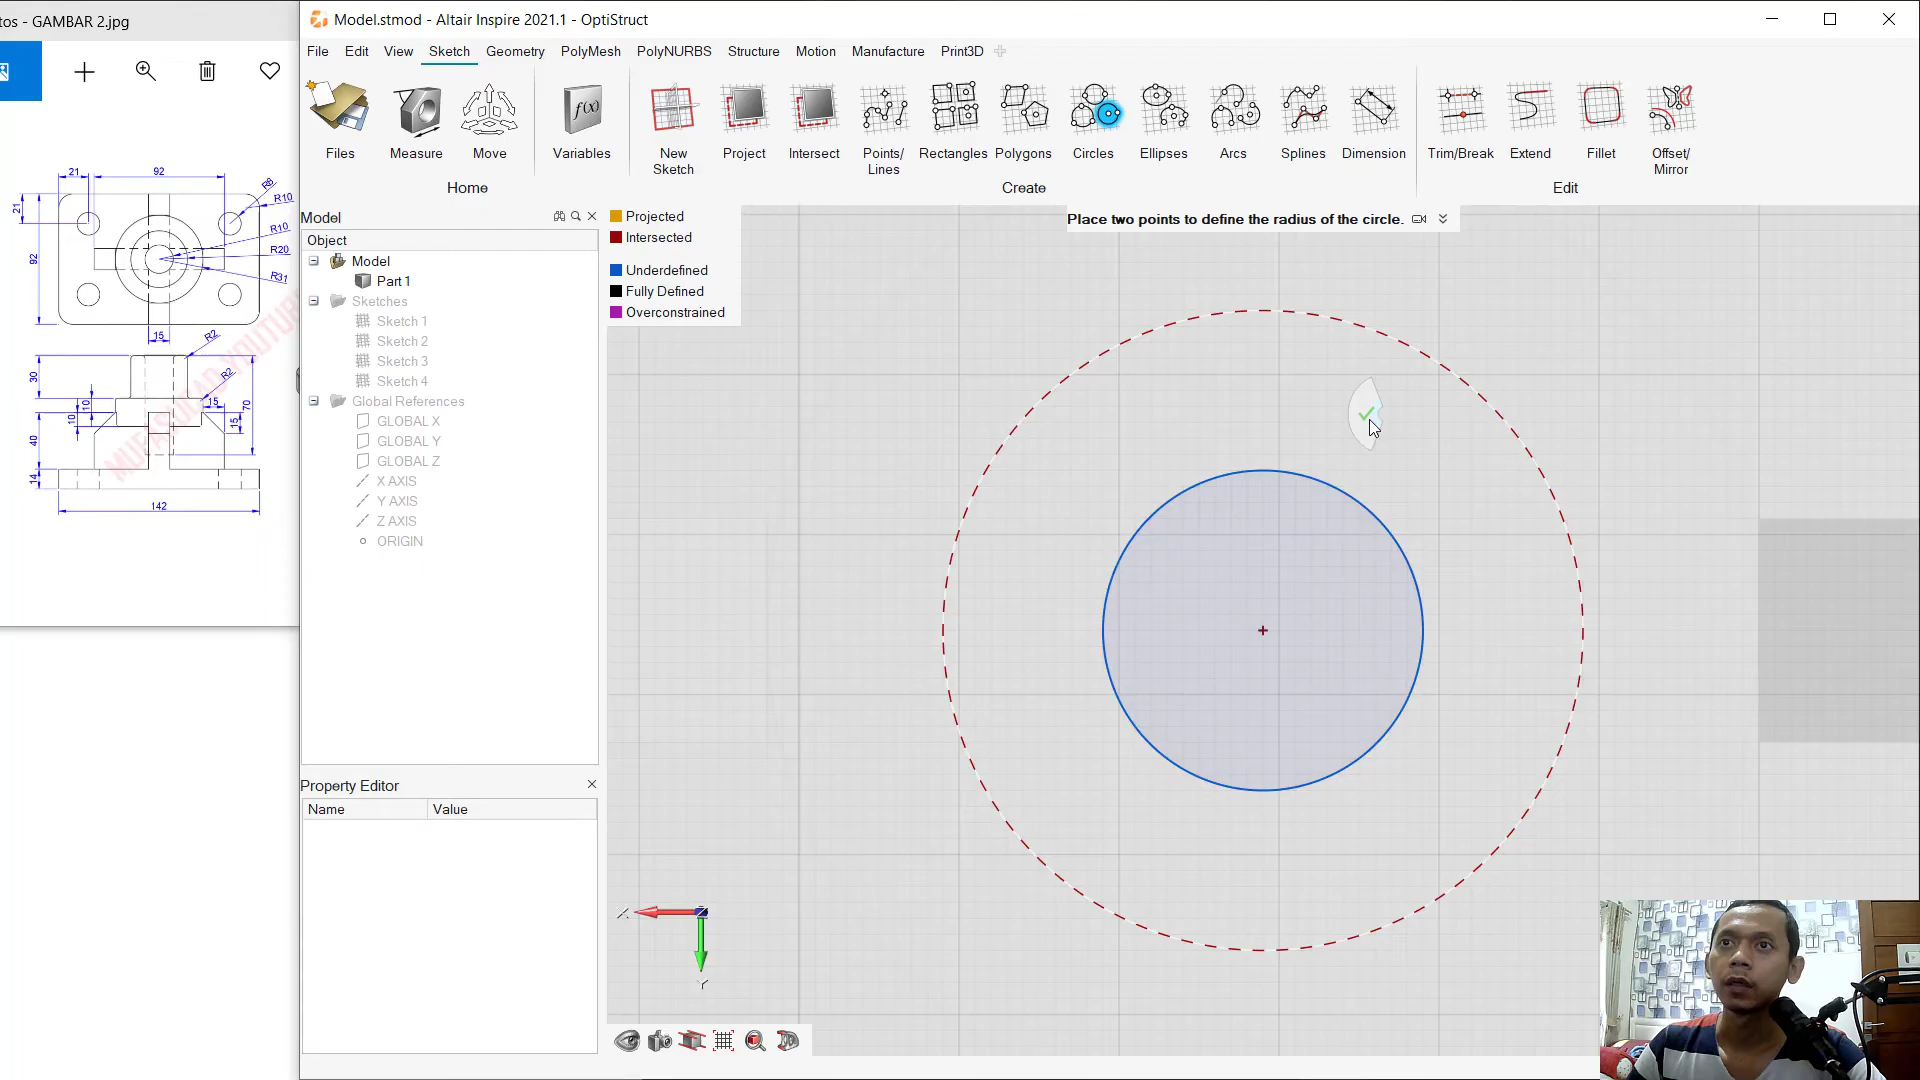 tos - GAMBAR 2.jpg
Model.stmod - Altair Inspire 2021.1 - OptiStruct
File Edit View Sketch Geometry PolyMesh PolyNURBS Structure Motion Manufacture Print3D
Files Measure Move Variables New Sketch Project Intersect Points/ Lines Rectangles Polygons Circles Ellipses Arcs Splines Dimension Trim/Break Extend Fillet Offset/ Mirror
Home Create Edit
Model
Object
Model
Part 1
Sketches
Sketch 1
Sketch 2
Sketch 3
Sketch 4
Global References
GLOBAL X
GLOBAL Y
GLOBAL Z
X AXIS
Y AXIS
Z AXIS
ORIGIN
Property Editor
Name Value
Projected
Intersected
Underdefined
Fully Defined
Overconstrained
Place two points to define the radius of the circle.
X
Y
21 92 R8
R10
21
R10
92 R20
R31
15 R2
30 R2
10 15 70
10 15
40
14
142